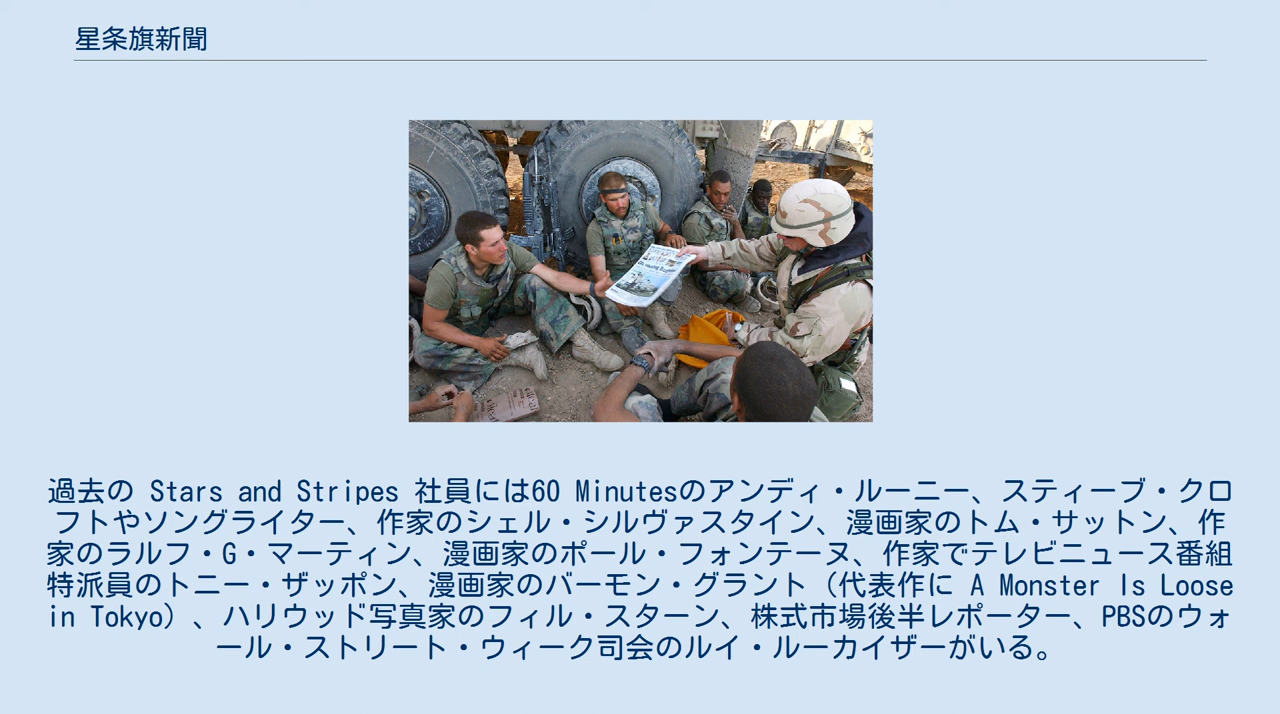 星条旗新聞
過去の Stars and Stripes 社員には60 Minutesのアンディ・ルーニー、スティーブ・クロ
フトやソングライター、作家のシェル・シルヴァスタイン、漫画家のトム・サットン、作
家のラルフ・G・マーティン、漫画家のポール・フォンテーヌ、作家でテレビニュース番組
特派員のトニー・ザッポン、漫画家のバーモン・グラント（代表作に A Monster Is Loose
in Tokyo）、ハリウッド写真家のフィル・スターン、株式市場後半レポーター、PBSのウォ
ール・ストリート・ウィーク司会のルイ・ルーカイザーがいる。